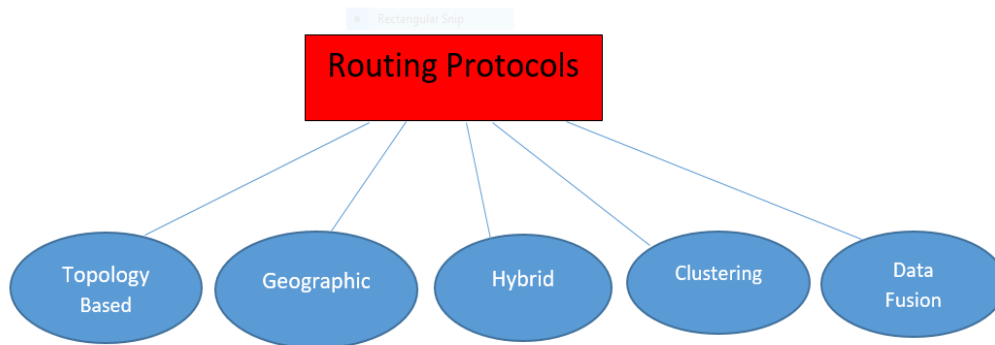 Rectangular Snip
Routing Protocols
Topology
Based
Geographic
Hybrid
Clustering
Data
Fusion